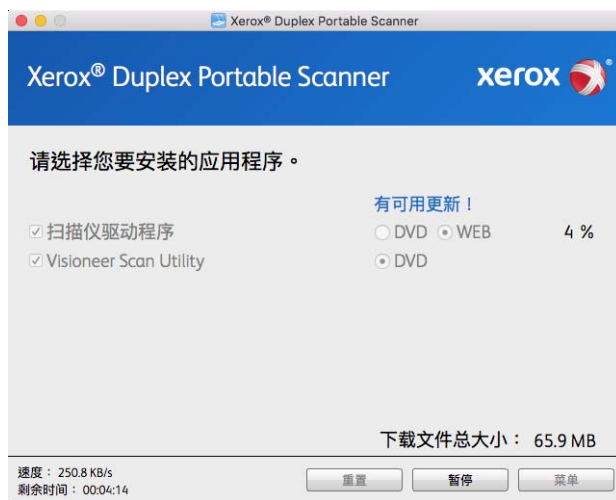 Xerox® Duplex Portable Scanner
Xerox® Duplex Portable Scanner
xerox
请选择您要安装的应用程序。
有可用更新！
扫描仪驱动程序 DVD WEB 4 %
Visioneer Scan Utility DVD
下载文件总大小： 65.9 MB
速度： 250.8 KB/s
剩余时间： 00:04:14
重置 暂停 菜单